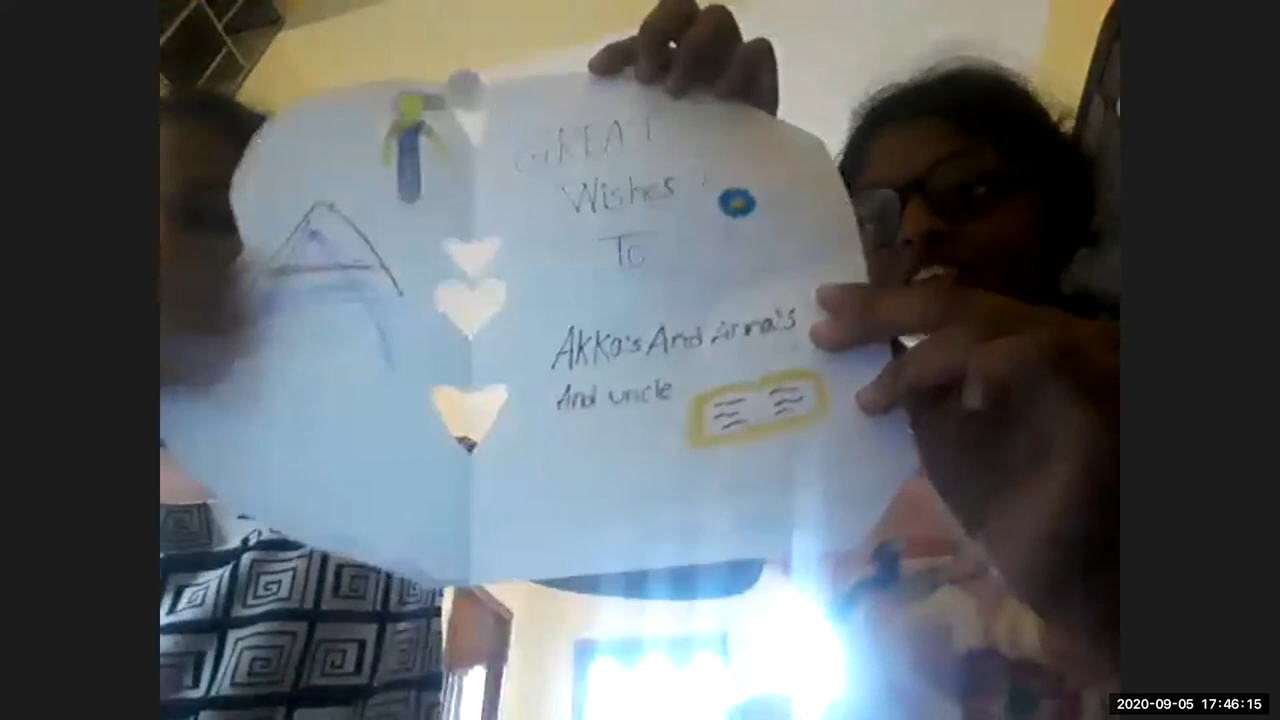 GREAT
Wishes
To
Akka's And Anna's
And uncle
2020-09-05 17:46:15